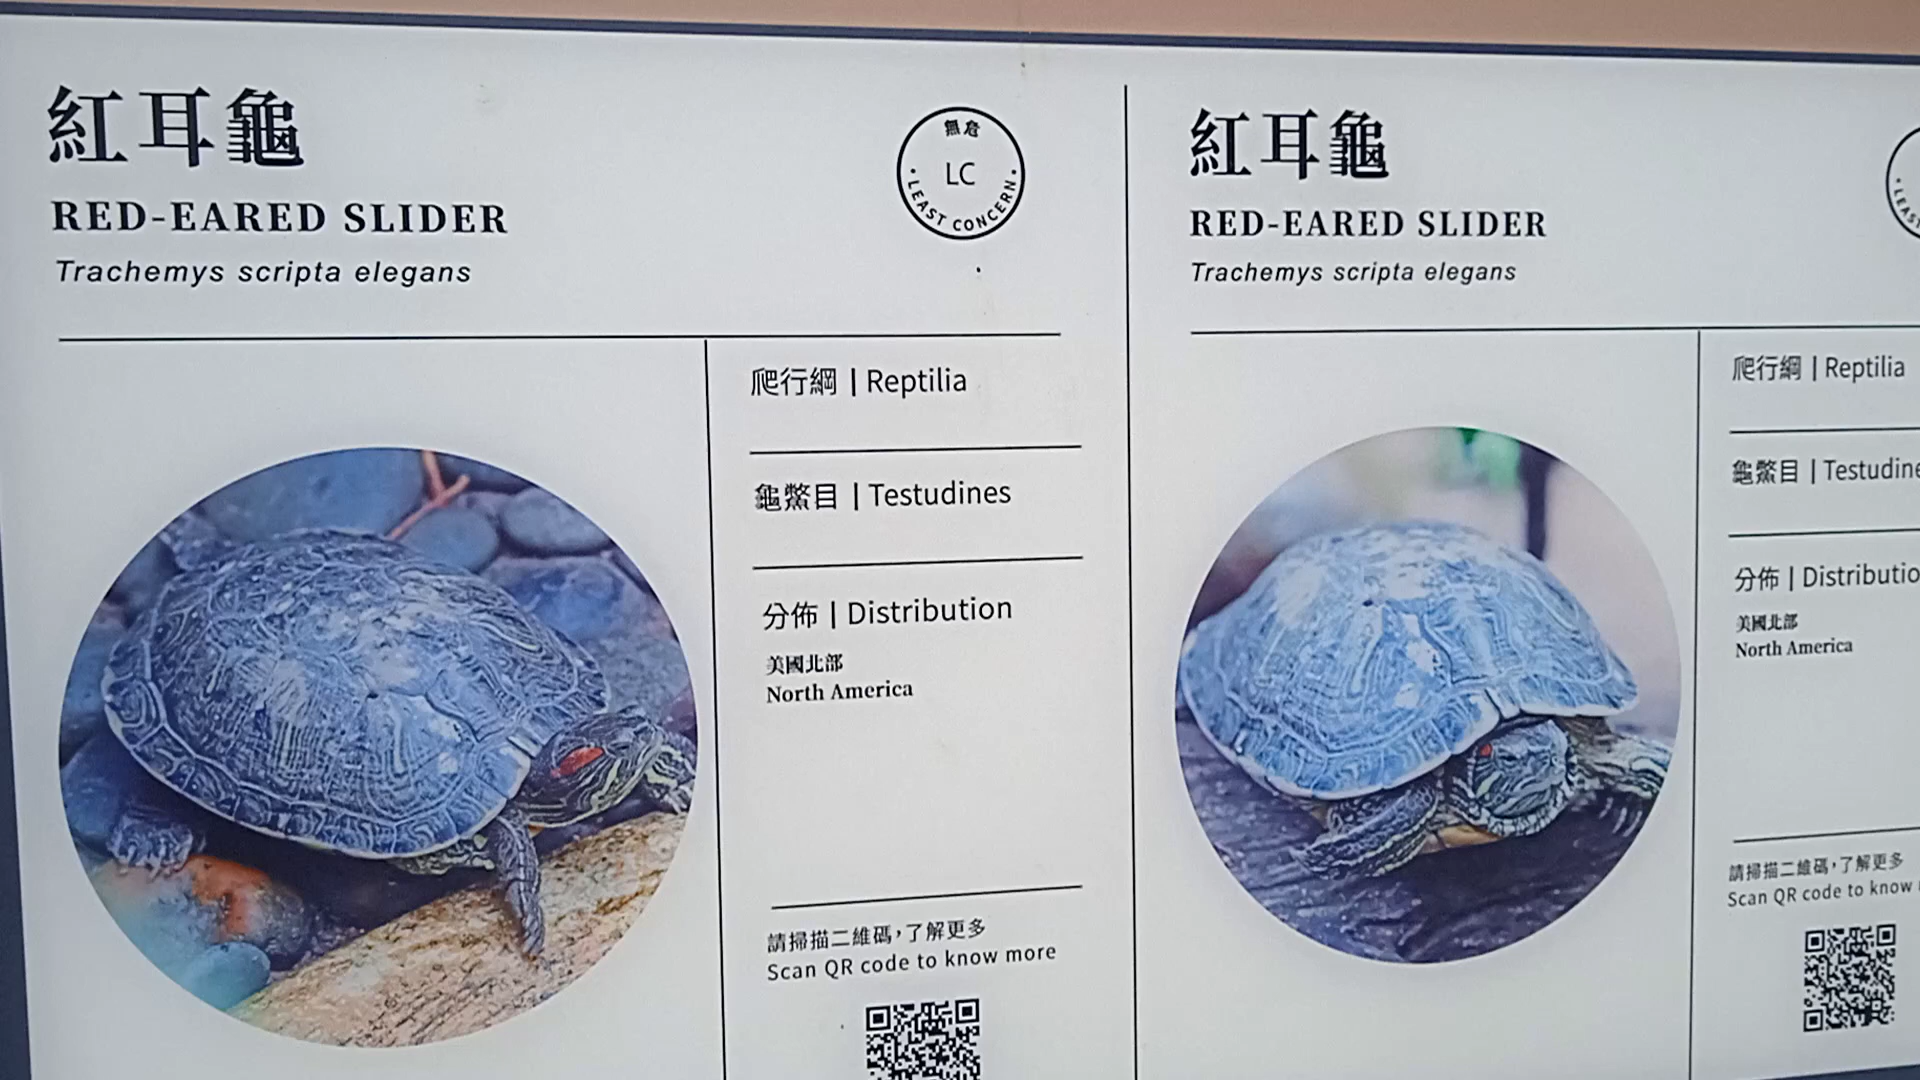 紅耳龜
RED-EARED SLIDER
Trachemys scripta elegans
無危
LC
LEAST CONCERN
爬行綱 | Reptilia
龜鱉目 | Testudines
分佈 | Distribution
美國北部
North America
請掃描二維碼，了解更多
Scan QR code to know more
紅耳龜
RED-EARED SLIDER
Trachemys scripta elegans
爬行綱 | Reptilia
龜鱉目 | Testudine
分佈 | Distributio
美國北部
North America
請掃描二維碼，了解更多
Scan QR code to know